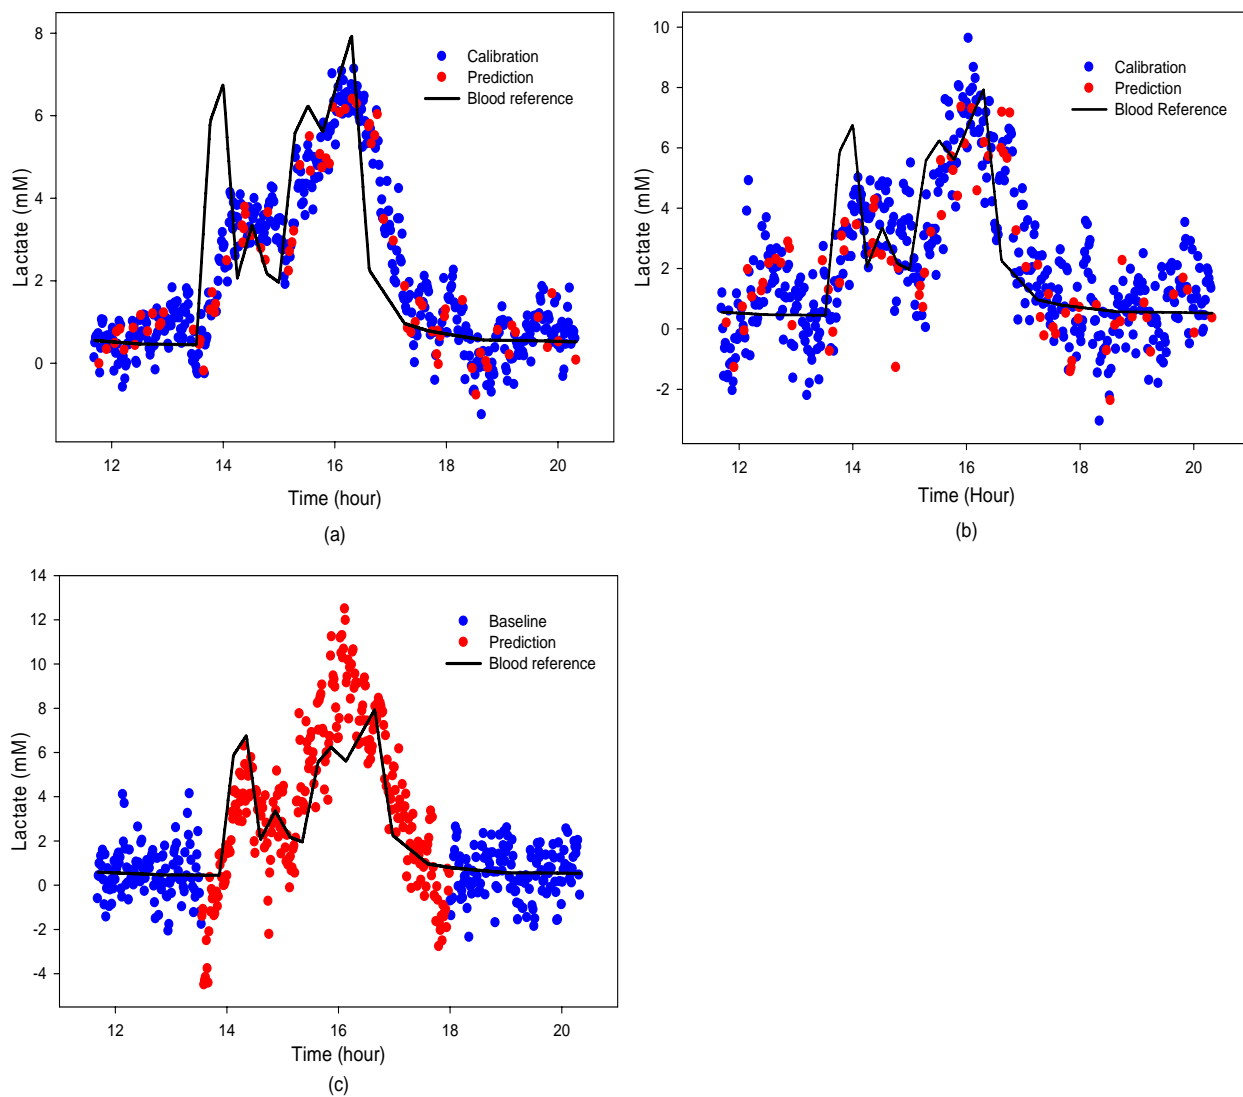 8
6
4
2
0
Lactate (mM)
Calibration
Prediction
Blood reference
12 14 16 18 20
Time (hour)
(a)
10
8
6
4
2
0
-2
Lactate (mM)
Calibration
Prediction
Blood Reference
12 14 16 18 20
Time (Hour)
(b)
14
12
10
8
6
4
2
0
-2
-4
Lactate (mM)
Baseline
Prediction
Blood reference
12 14 16 18 20
Time (hour)
(c)